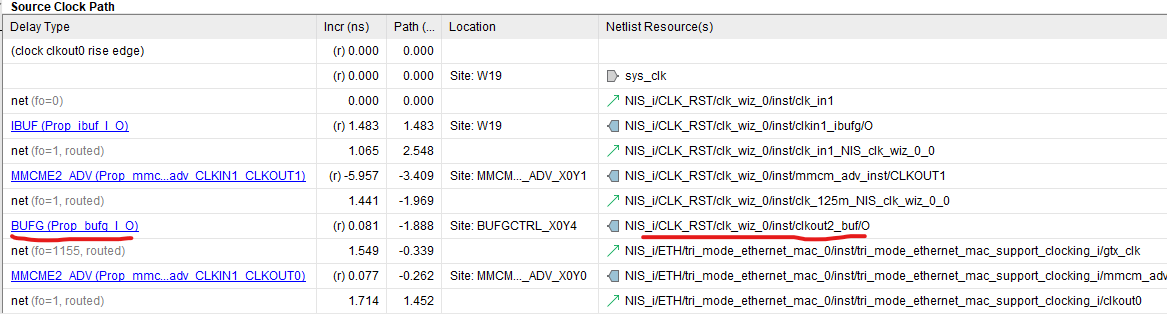 Source Clock Path
Delay Type Incr (ns) Path (... Location Netlist Resource(s)
(clock clkout0 rise edge) (r) 0.000 0.000
(r) 0.000 0.000 Site: W19 sys_clk
net (fo=0) 0.000 0.000 NIS_i/CLK_RST/clk_wiz_0/inst/clk_in1
IBUF (Prop_ibuf_I_O) (r) 1.483 1.483 Site: W19 NIS_i/CLK_RST/clk_wiz_0/inst/clkin1_ibufg/O
net (fo=1, routed) 1.065 2.548 NIS_i/CLK_RST/clk_wiz_0/inst/clk_in1_NIS_clk_wiz_0_0
MMCME2_ADV (Prop_mmc...adv_CLKIN1_CLKOUT1) (r) -5.957 -3.409 Site: MMCM..._ADV_X0Y1 NIS_i/CLK_RST/clk_wiz_0/inst/mmcm_adv_inst/CLKOUT1
net (fo=1, routed) 1.441 -1.969 NIS_i/CLK_RST/clk_wiz_0/inst/clk_125m_NIS_clk_wiz_0_0
BUFG (Prop_bufg_I_O) (r) 0.081 -1.888 Site: BUFGCTRL_X0Y4 NIS_i/CLK_RST/clk_wiz_0/inst/clkout2_buf/O
net (fo=1155, routed) 1.549 -0.339 NIS_i/ETH/tri_mode_ethernet_mac_0/inst/tri_mode_ethernet_mac_support_clocking_i/gtx_clk
MMCME2_ADV (Prop_mmc...adv_CLKIN1_CLKOUT0) (r) 0.077 -0.262 Site: MMCM..._ADV_X0Y0 NIS_i/ETH/tri_mode_ethernet_mac_0/inst/tri_mode_ethernet_mac_support_clocking_i/mmcm_adv
net (fo=1, routed) 1.714 1.452 NIS_i/ETH/tri_mode_ethernet_mac_0/inst/tri_mode_ethernet_mac_support_clocking_i/clkout0